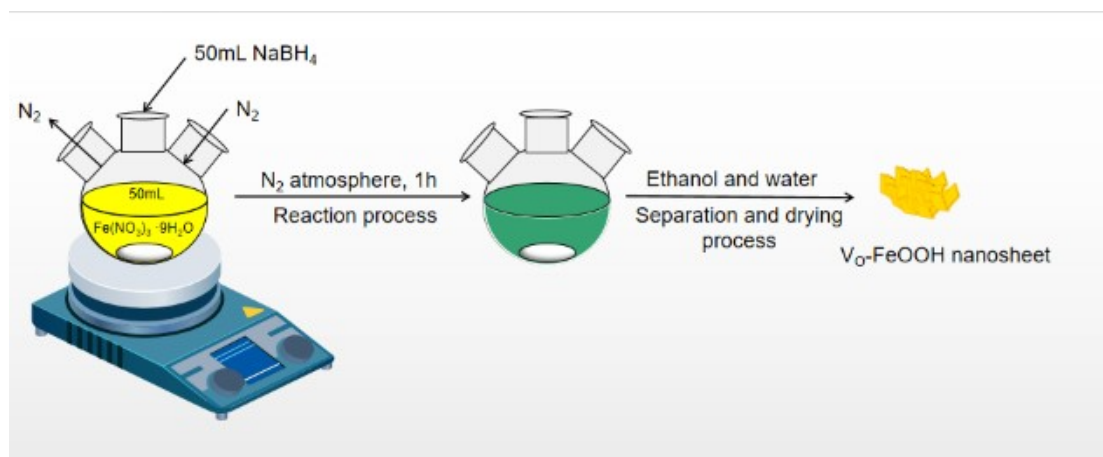 50mL NaBH₄
N₂
N₂
50mL
Fe(NO₃)₃ ·9H₂O
N₂ atmosphere, 1h
Reaction process
Ethanol and water
Separation and drying
process
V₀-FeOOH nanosheet